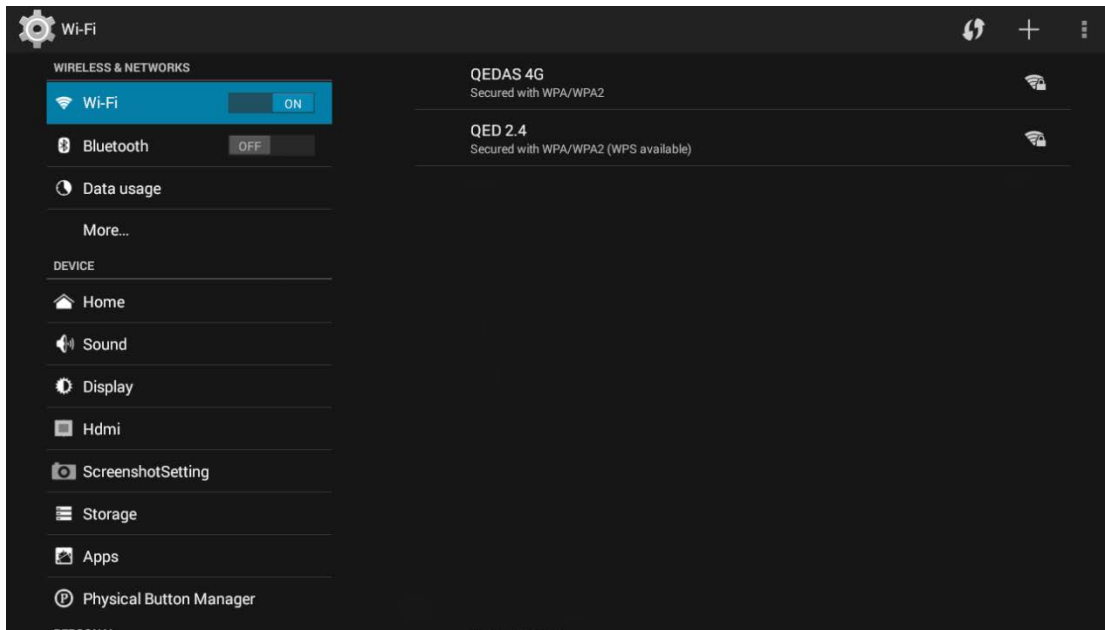 Wi-Fi
WIRELESS & NETWORKS
Wi-Fi ON
Bluetooth OFF
Data usage
More...
DEVICE
Home
Sound
Display
Hdmi
ScreenshotSetting
Storage
Apps
Physical Button Manager
QEDAS 4G
Secured with WPA/WPA2
QED 2.4
Secured with WPA/WPA2 (WPS available)